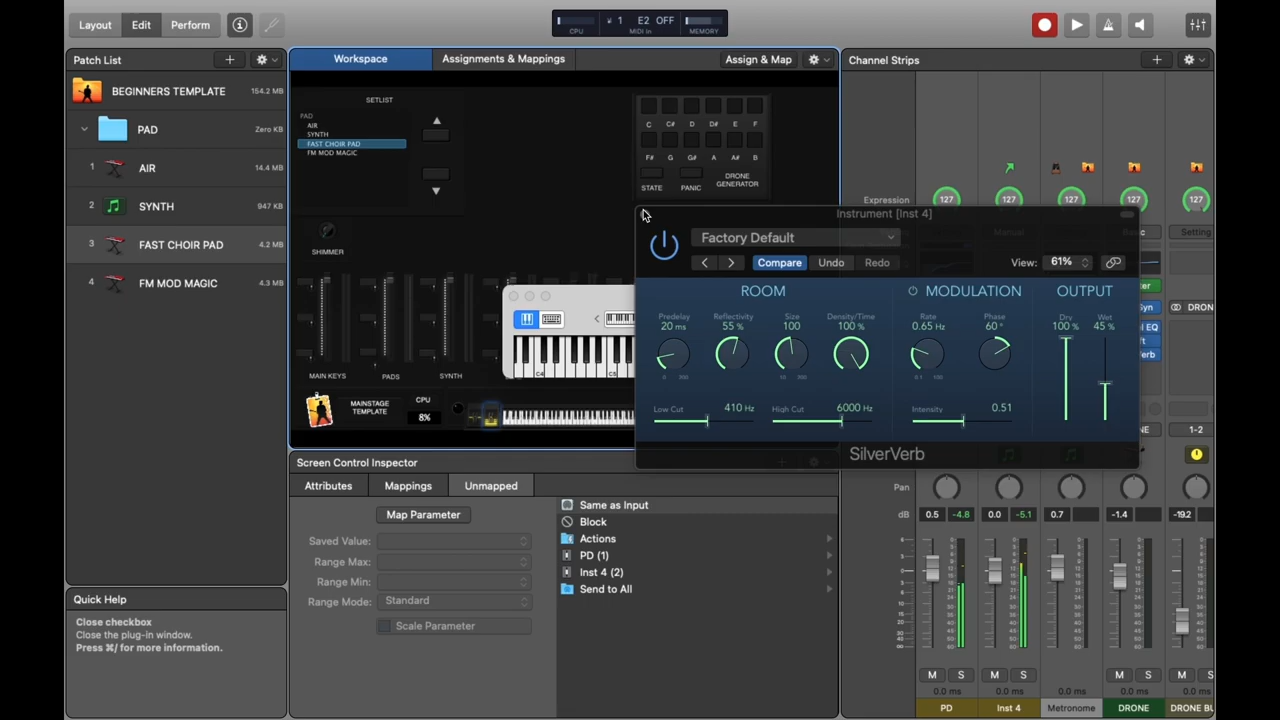 Layout Edit Perform
1 E2 OFF
CPU MIDI In MEMORY
Patch List
Workspace Assignments & Mappings Assign & Map
Channel Strips
BEGINNERS TEMPLATE 154.2 MB
PAD Zero KB
1 AIR 14.4 MB
2 SYNTH 947 KB
3 FAST CHOIR PAD 4.2 MB
4 FM MOD MAGIC 4.3 MB
SETLIST
PAD
AIR
SYNTH
FAST CHOIR PAD
FM MOD MAGIC
C C# D D# E F
F# G G# A A# B
STATE PANIC DRONE GENERATOR
SHIMMER
MAIN KEYS PADS SYNTH
MAINSTAGE TEMPLATE
CPU
8%
C4 C5
Expression 127 127 127 127 127
Instrument [Inst 4]
Factory Default
Compare Undo Redo View: 61%
Manual
Setting
ROOM MODULATION OUTPUT
Predelay Reflectivity Size Density/Time Rate Phase Dry Wet
20 ms 55 % 100 100 % 0.65 Hz 60° 100 % 45 %
Low Cut 410 Hz High Cut 6000 Hz Intensity 0.51
SilverVerb
DRON
1-2
Screen Control Inspector
Attributes Mappings Unmapped
Map Parameter
Saved Value:
Range Max:
Range Min:
Range Mode: Standard
Scale Parameter
Same as Input
Block
Actions
PD (1)
Inst 4 (2)
Send to All
Pan
dB 0.5 -4.8 0.0 -5.1 0.7 -1.4 -19.2
M S M S M S M S
0.0 ms 0.0 ms 0.0 ms 0.0 ms 0.0 ms
PD Inst 4 Metronome DRONE DRONE BU
Quick Help
Close checkbox
Close the plug-in window.
Press ⌘/ for more information.